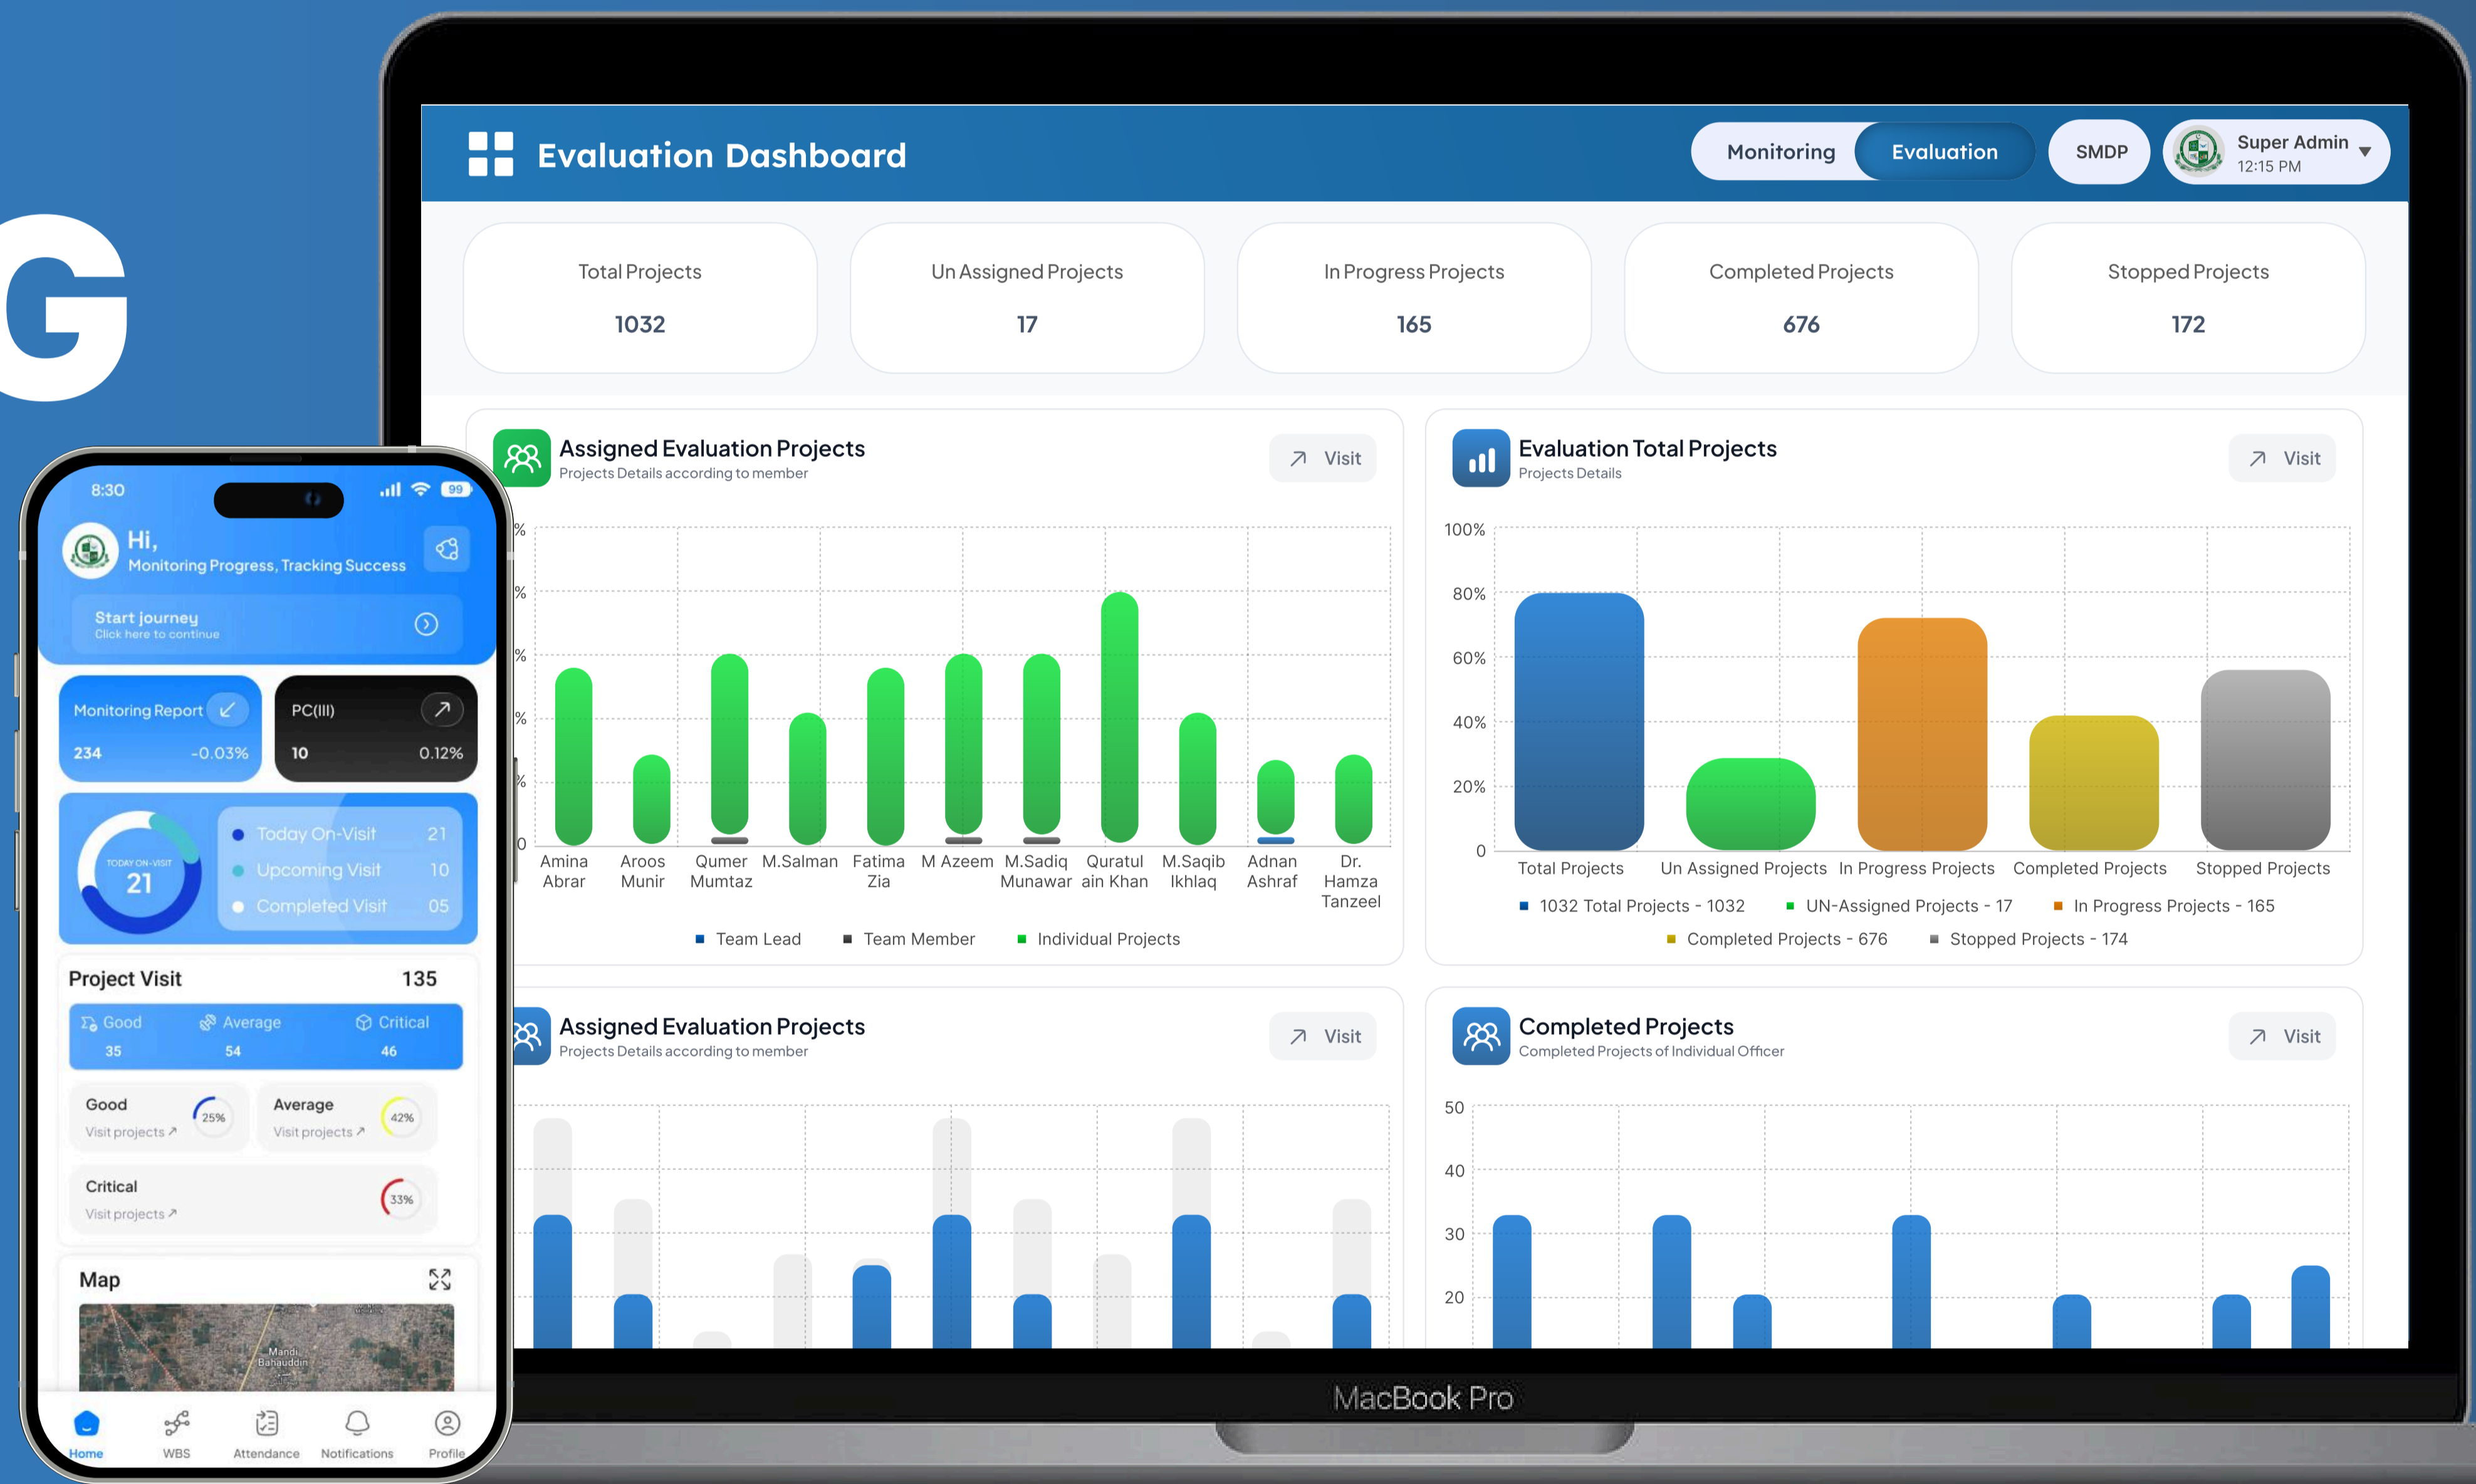 G
Evaluation Dashboard
Monitoring
Evaluation
SMDP
Super Admin
12:15 PM
Total Projects
1032
Un Assigned Projects
17
In Progress Projects
165
Completed Projects
676
Stopped Projects
172
Assigned Evaluation Projects
Projects Details according to member
Visit
%
%
%
%
%
0
Amina Abrar
Aroos Munir
Qumer Mumtaz
M.Salman
Fatima Zia
M Azeem
M.Sadiq Munawar
Quratul ain Khan
M.Saqib Ikhlaq
Adnan Ashraf
Dr. Hamza Tanzeel
Team Lead
Team Member
Individual Projects
Evaluation Total Projects
Projects Details
Visit
100%
80%
60%
40%
20%
0
Total Projects
Un Assigned Projects
In Progress Projects
Completed Projects
Stopped Projects
1032 Total Projects - 1032
UN-Assigned Projects - 17
In Progress Projects - 165
Completed Projects - 676
Stopped Projects - 174
Assigned Evaluation Projects
Projects Details according to member
Visit
Completed Projects
Completed Projects of Individual Officer
Visit
50
40
30
20
MacBook Pro
8:30
99
Hi,
Monitoring Progress, Tracking Success
Start journey
Click here to continue
Monitoring Report
234
-0.03%
PC(III)
10
0.12%
TODAY ON-VISIT
21
Today On-Visit 21
Upcoming Visit 10
Completed Visit 05
Project Visit
135
Good
35
Average
54
Critical
46
Good
Visit projects
25%
Average
Visit projects
42%
Critical
Visit projects
33%
Map
Mandi
Bahauddin
Home
WBS
Attendance
Notifications
Profile